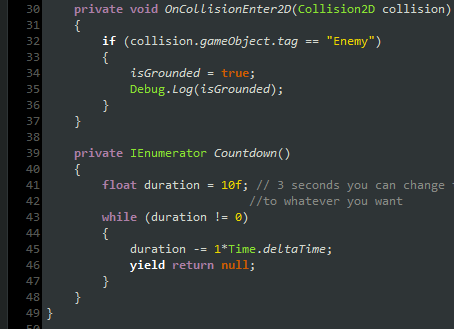 30 private void OnCollisionEnter2D(Collision2D collision)
31 {
32 if (collision.gameObject.tag == "Enemy")
33 {
34 isGrounded = true;
35 Debug.Log(isGrounded);
36 }
37 }
38
39 private IEnumerator Countdown()
40 {
41 float duration = 10f; // 3 seconds you can change
42 //to whatever you want
43 while (duration != 0)
44 {
45 duration -= 1*Time.deltaTime;
46 yield return null;
47 }
48 }
49 }